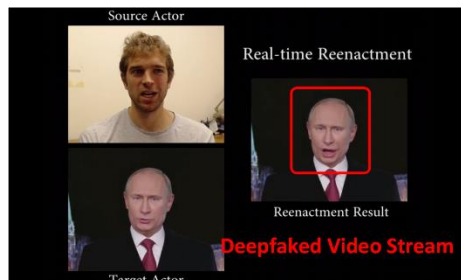 Source Actor
Real-time Reenactment
Reenactment Result
Deepfaked Video Stream
Target Actor